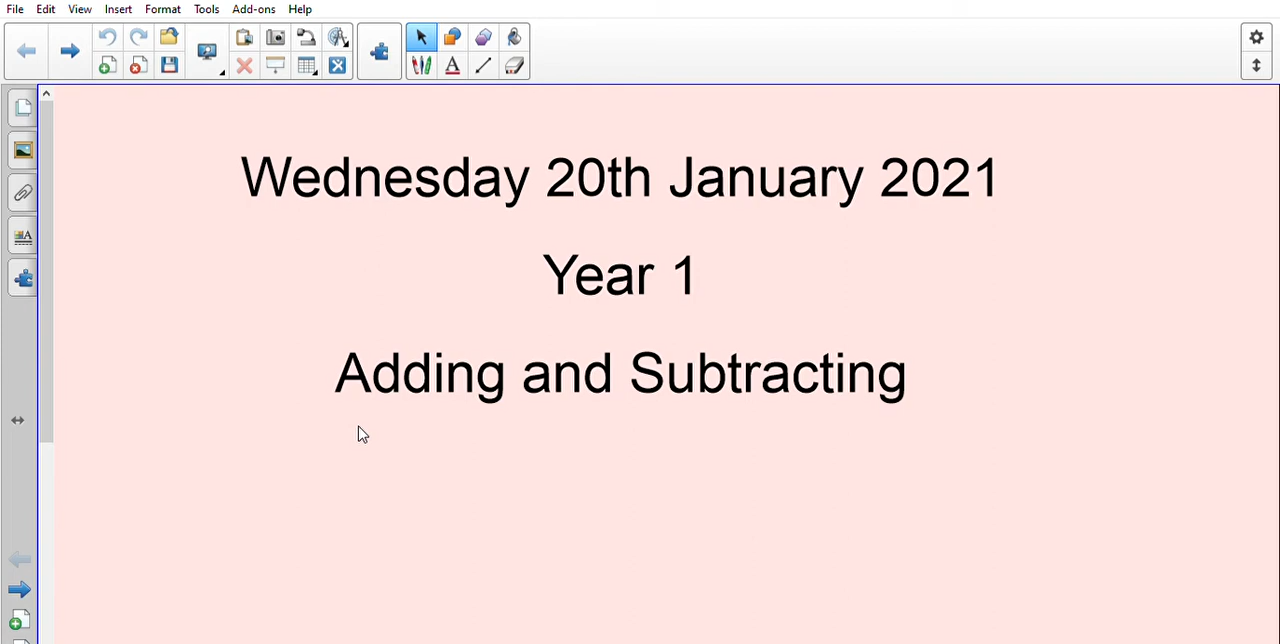 File Edit View Insert Format Tools Add-ons Help
Wednesday 20th January 2021
Year 1
Adding and Subtracting